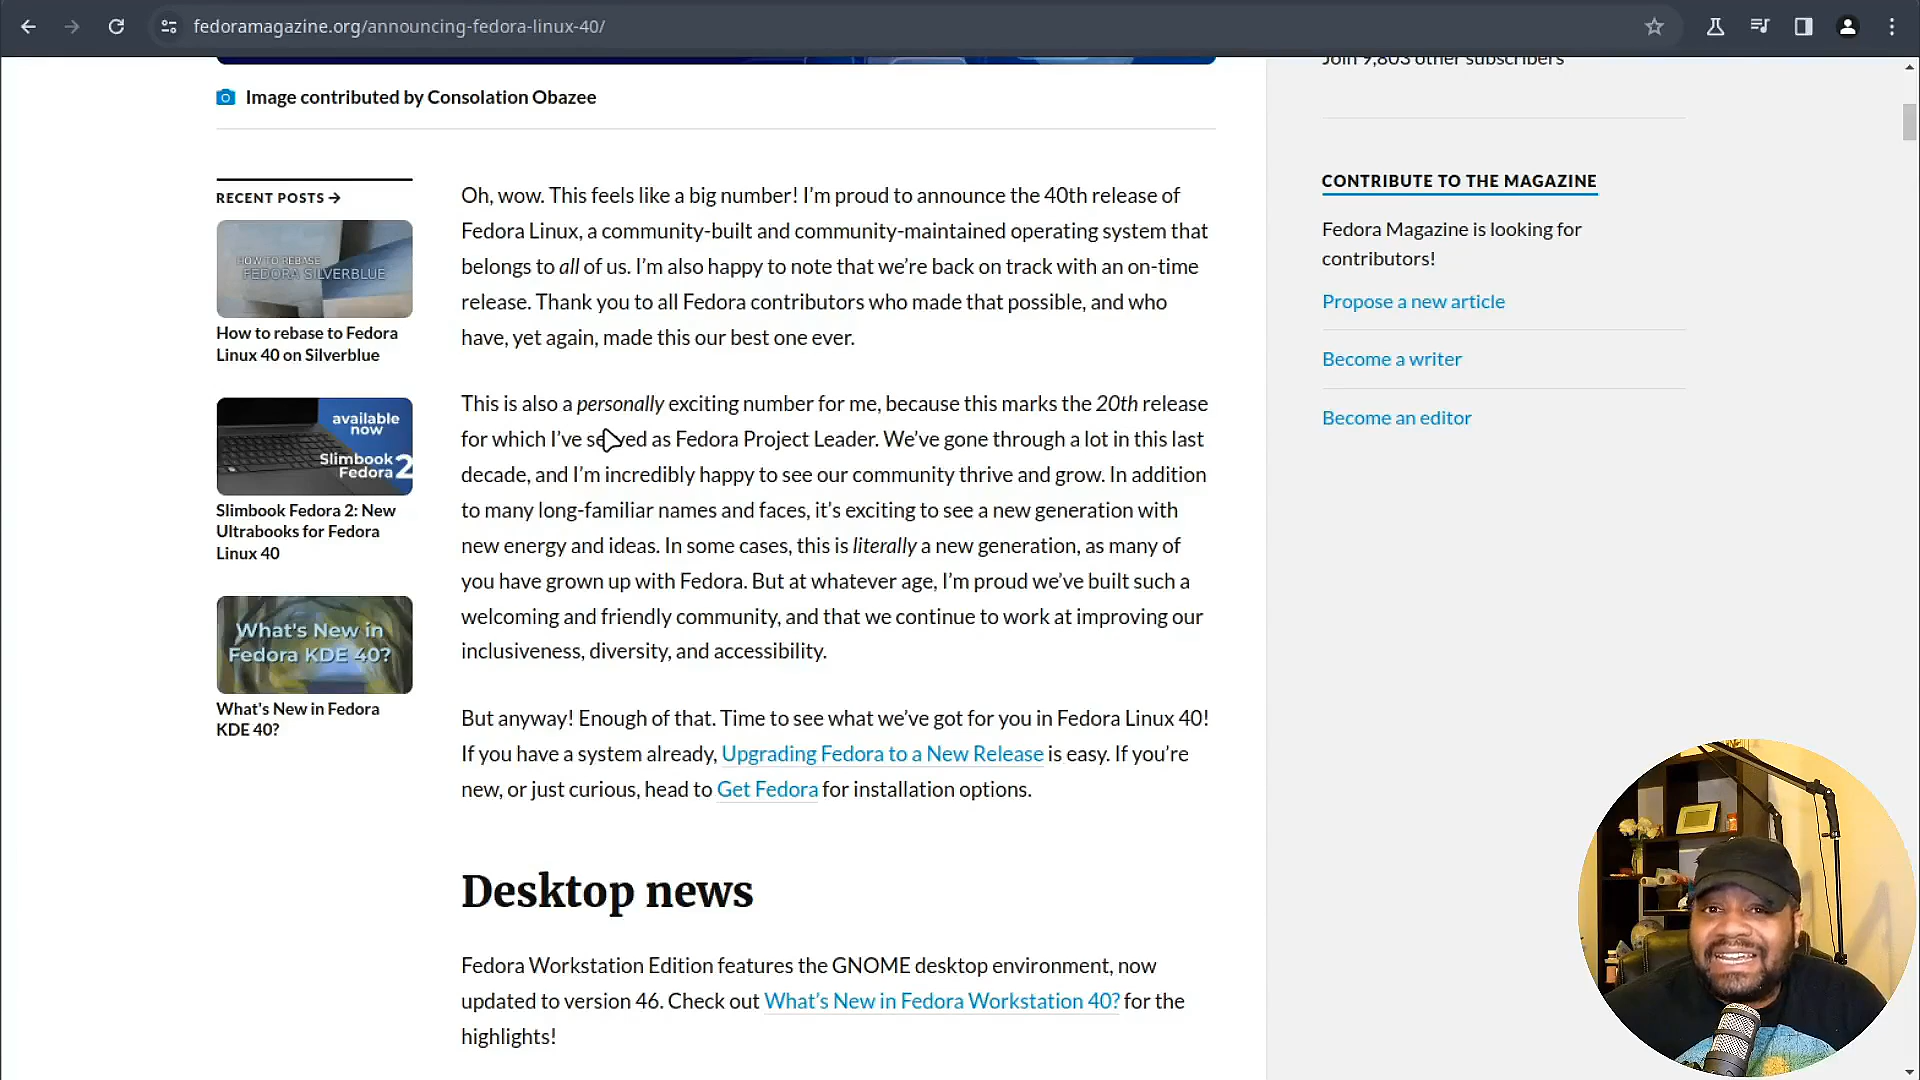 fedoramagazine.org/announcing-fedora-linux-40/
Image contributed by Consolation Obazee
RECENT POSTS →
HOW TO REBASE
FEDORA SILVERBLUE
How to rebase to Fedora
Linux 40 on Silverblue
available
now
Slimbook
Fedora 2
Slimbook Fedora 2: New
Ultrabooks for Fedora
Linux 40
What's New in
Fedora KDE 40?
What's New in Fedora
KDE 40?
Oh, wow. This feels like a big number! I’m proud to announce the 40th release of
Fedora Linux, a community-built and community-maintained operating system that
belongs to all of us. I’m also happy to note that we’re back on track with an on-time
release. Thank you to all Fedora contributors who made that possible, and who
have, yet again, made this our best one ever.
This is also a personally exciting number for me, because this marks the 20th release
for which I’ve served as Fedora Project Leader. We’ve gone through a lot in this last
decade, and I’m incredibly happy to see our community thrive and grow. In addition
to many long-familiar names and faces, it’s exciting to see a new generation with
new energy and ideas. In some cases, this is literally a new generation, as many of
you have grown up with Fedora. But at whatever age, I’m proud we’ve built such a
welcoming and friendly community, and that we continue to work at improving our
inclusiveness, diversity, and accessibility.
But anyway! Enough of that. Time to see what we’ve got for you in Fedora Linux 40!
If you have a system already, Upgrading Fedora to a New Release is easy. If you’re
new, or just curious, head to Get Fedora for installation options.
Desktop news
Fedora Workstation Edition features the GNOME desktop environment, now
updated to version 46. Check out What’s New in Fedora Workstation 40? for the
highlights!
Join 9,803 other subscribers
CONTRIBUTE TO THE MAGAZINE
Fedora Magazine is looking for
contributors!
Propose a new article
Become a writer
Become an editor